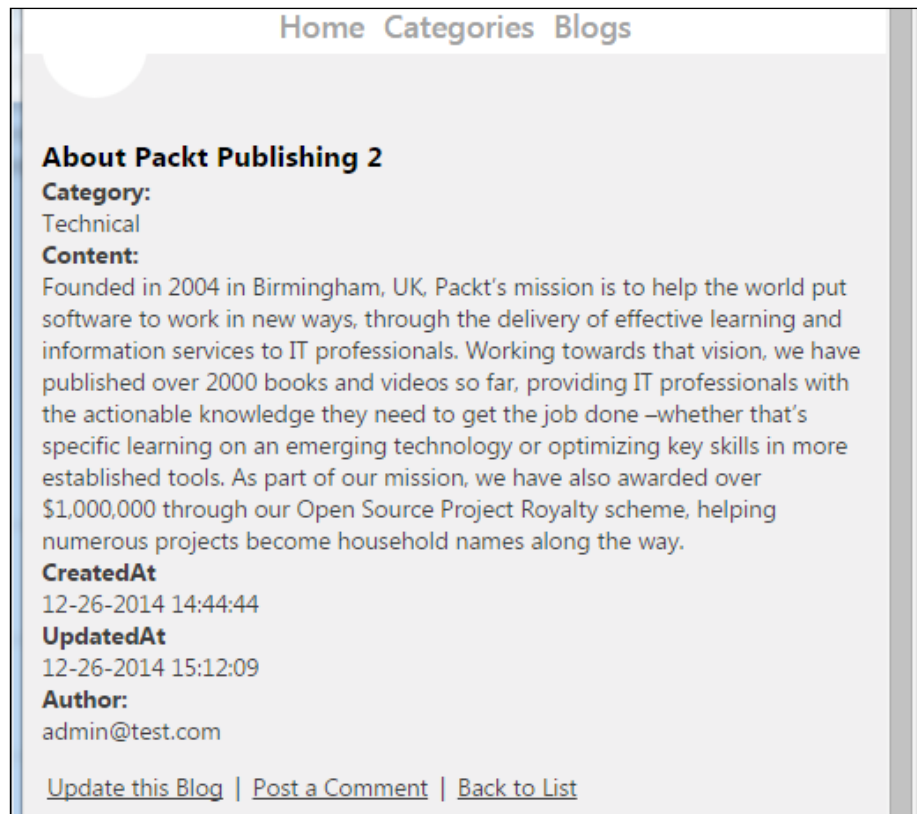 Home Categories Blogs
About Packt Publishing 2
Category:
Technical
Content:
Founded in 2004 in Birmingham, UK, Packt's mission is to help the world put
software to work in new ways, through the delivery of effective learning and
information services to IT professionals. Working towards that vision, we have
published over 2000 books and videos so far, providing IT professionals with
the actionable knowledge they need to get the job done –whether that's
specific learning on an emerging technology or optimizing key skills in more
established tools. As part of our mission, we have also awarded over
$1,000,000 through our Open Source Project Royalty scheme, helping
numerous projects become household names along the way.
CreatedAt
12-26-2014 14:44:44
UpdatedAt
12-26-2014 15:12:09
Author:
admin@test.com
Update this Blog | Post a Comment | Back to List